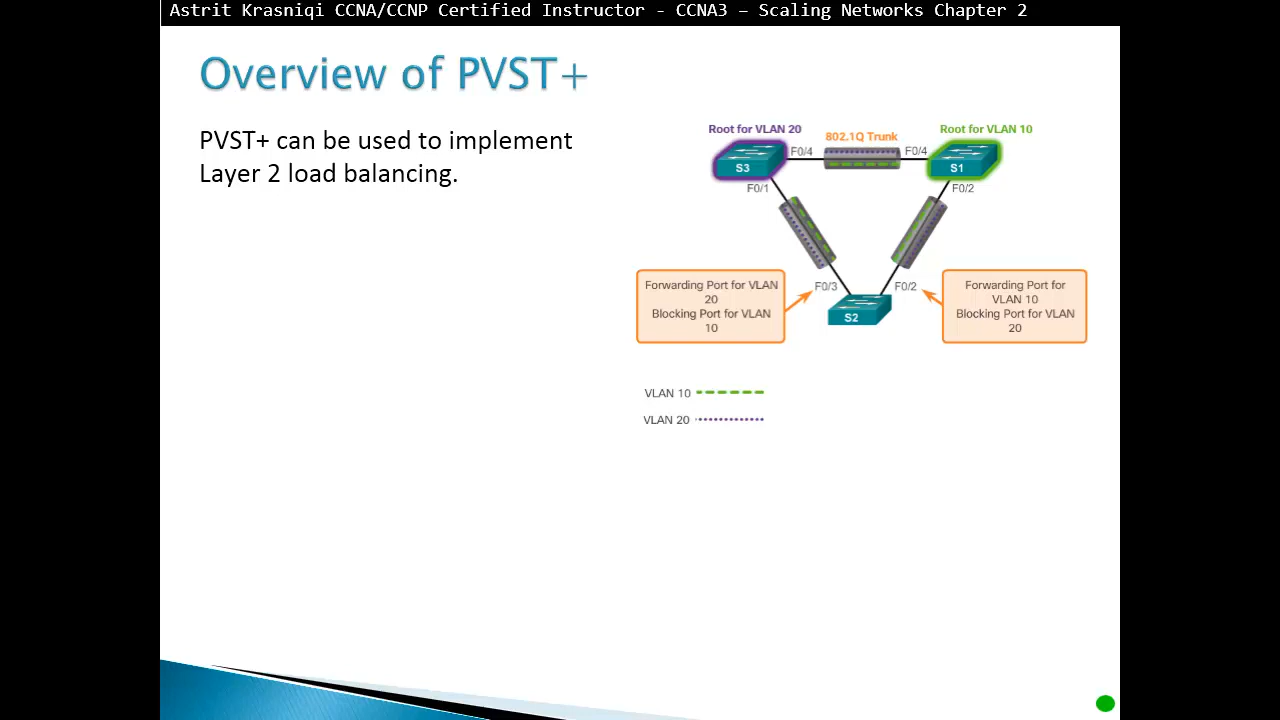 Astrit Krasniqi CCNA/CCNP Certified Instructor - CCNA3 – Scaling Networks Chapter 2
Overview of PVST+
PVST+ can be used to implement
Layer 2 load balancing.
Root for VLAN 20
802.1Q Trunk
Root for VLAN 10
S3
F0/4
F0/4
S1
F0/1
F0/2
Forwarding Port for VLAN
20
Blocking Port for VLAN
10
F0/3
F0/2
S2
Forwarding Port for
VLAN 10
Blocking Port for VLAN
20
VLAN 10
VLAN 20